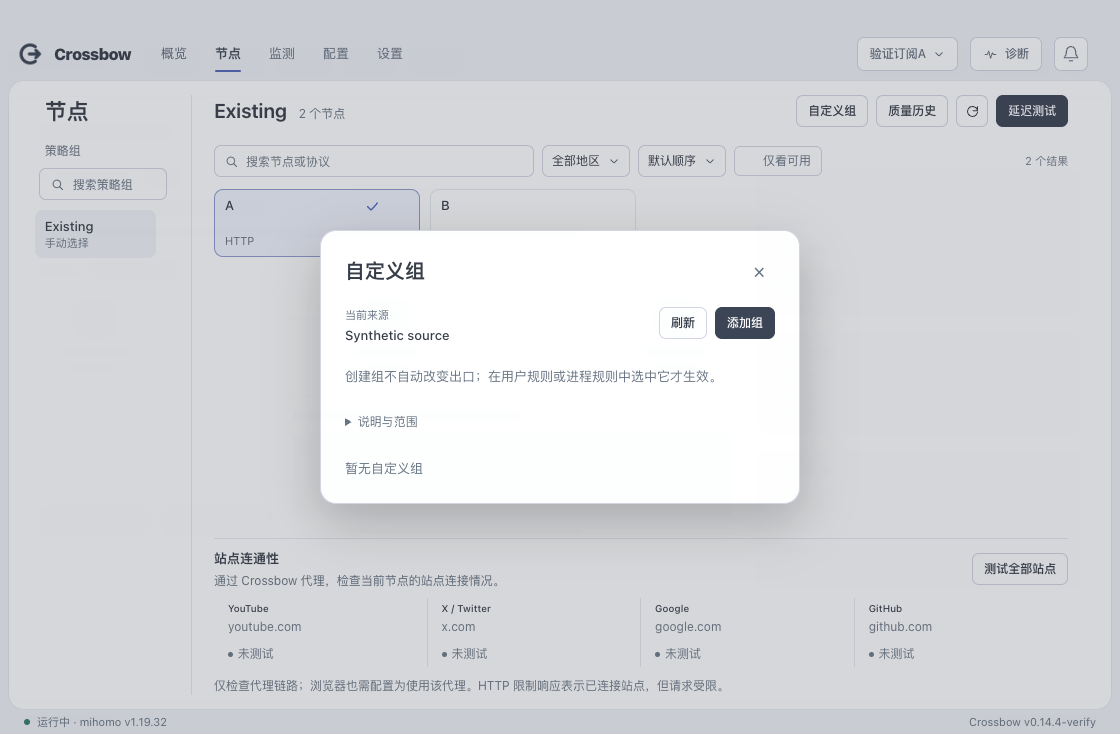 Crossbow 概览 节点 监测 配置 设置 验证订阅A 诊断
节点
策略组
搜索策略组
Existing
手动选择
Existing 2 个节点 自定义组 质量历史 延迟测试
搜索节点或协议 全部地区 默认顺序 仅看可用 2 个结果
A B
HTTP
自定义组
当前来源
Synthetic source
刷新 添加组
创建组不自动改变出口；在用户规则或进程规则中选中它才生效。
说明与范围
暂无自定义组
站点连通性
通过 Crossbow 代理，检查当前节点的站点连接情况。
测试全部站点
YouTube X / Twitter Google GitHub
youtube.com x.com google.com github.com
未测试 未测试 未测试 未测试
仅检查代理链路；浏览器也需配置为使用该代理。HTTP 限制响应表示已连接站点，但请求受限。
运行中 · mihomo v1.19.32 Crossbow v0.14.4-verify